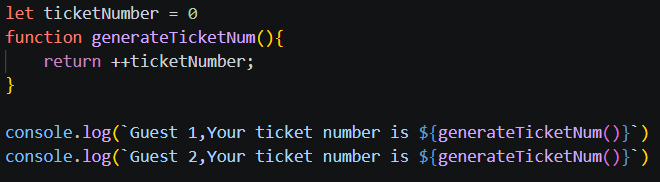 let ticketNumber = 0
function generateTicketNum(){
    return ++ticketNumber;
}

console.log(`Guest 1,Your ticket number is ${generateTicketNum()}`)
console.log(`Guest 2,Your ticket number is ${generateTicketNum()}`)